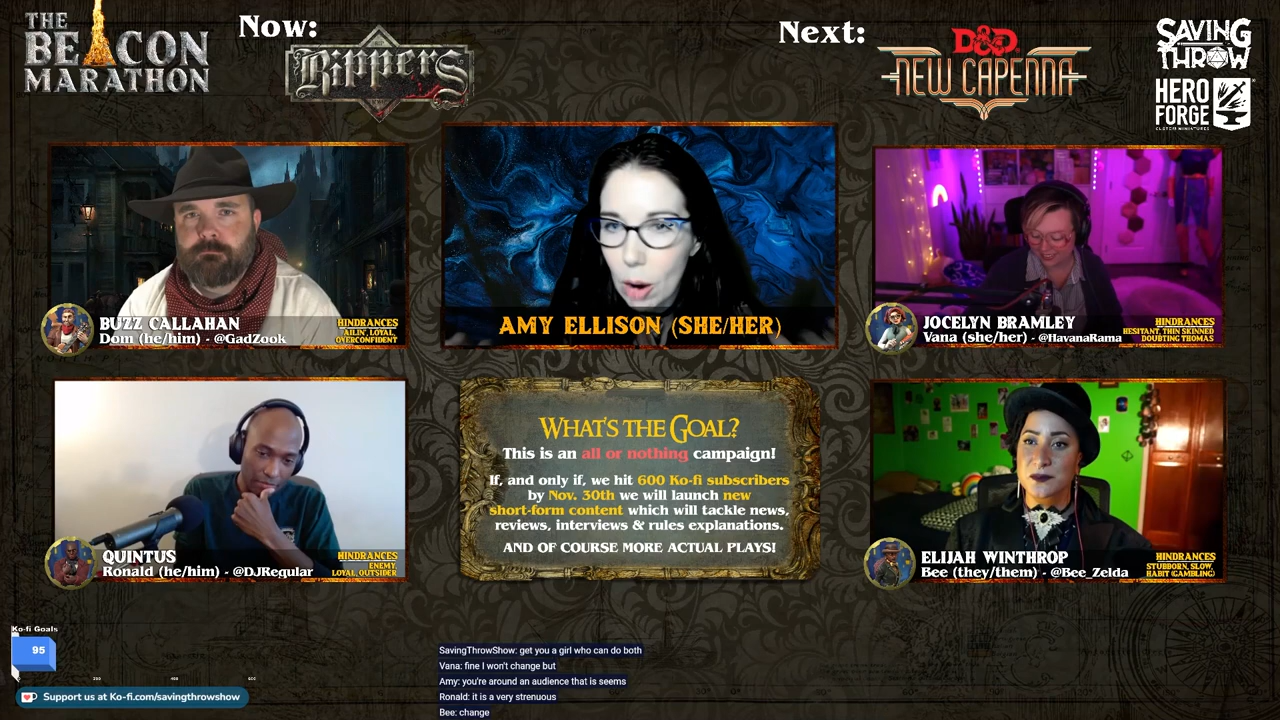 THE
BEACON
MARATHON
Now:
Rippers
Next:
D&D
NEW CAPENNA
SAVING
THROW
HERO
FORGE
CUSTOM MINIATURES
BUZZ CALLAHAN
Dom (he/him) - @GadZook
HINDRANCES
AILIN', LOYAL,
OVERCONFIDENT
AMY ELLISON (SHE/HER)
JOCELYN BRAMLEY
Vana (she/her) - @HavanaRama
HINDRANCES
HESITANT, THIN SKINNED
DOUBTING THOMAS
QUINTUS
Ronald (he/him) - @DJRegular
HINDRANCES
ENEMY,
LOYAL, OUTSIDER
WHAT'S THE GOAL?
This is an all or nothing campaign!
If, and only if, we hit 600 Ko-fi subscribers
by Nov. 30th we will launch new
short-form content which will tackle news,
reviews, interviews & rules explanations.
AND OF COURSE MORE ACTUAL PLAYS!
ELIJAH WINTHROP
Bee (they/them) - @Bee_Zelda
HINDRANCES
STUBBORN, SLOW,
HABIT (GAMBLING)
Ko-fi Goals
95
200 400 600
Support us at Ko-fi.com/savingthrowshow
SavingThrowShow: get you a girl who can do both
Vana: fine I won't change but
Amy: you're around an audience that is seems
Ronald: it is a very strenuous
Bee: change